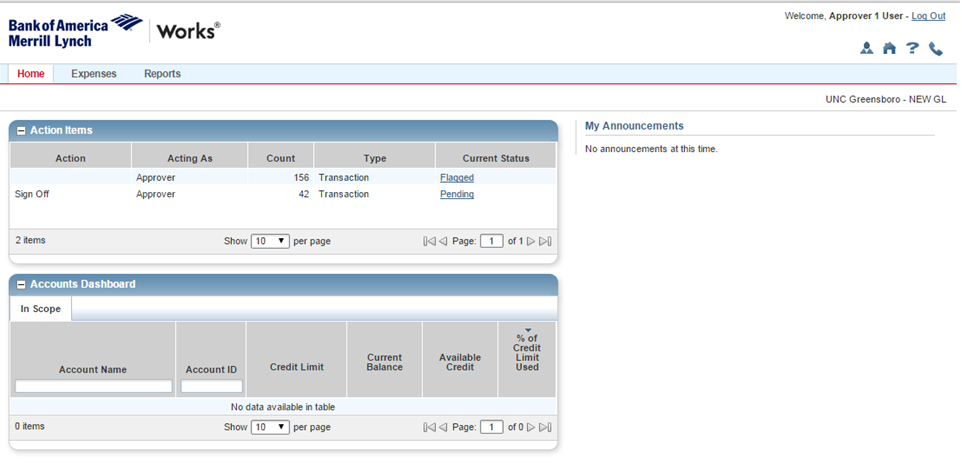 Bank of America
Merrill Lynch
Works®
Welcome, Approver 1 User - Log Out
Home Expenses Reports
UNC Greensboro - NEW GL
Action Items
Action Acting As Count Type Current Status
Approver 156 Transaction Flagged
Sign Off Approver 42 Transaction Pending
2 items Show 10 per page Page: 1 of 1
My Announcements
No announcements at this time.
Accounts Dashboard
In Scope
Account Name Account ID Credit Limit Current Balance Available Credit % of Credit Limit Used
No data available in table
0 items Show 10 per page Page: 1 of 0